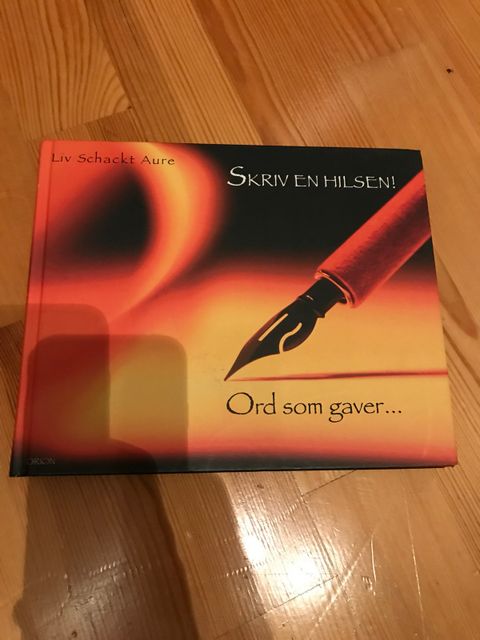 Liv Schackt Aure
SKRIV EN HILSEN!
Ord som gaver...
ORION